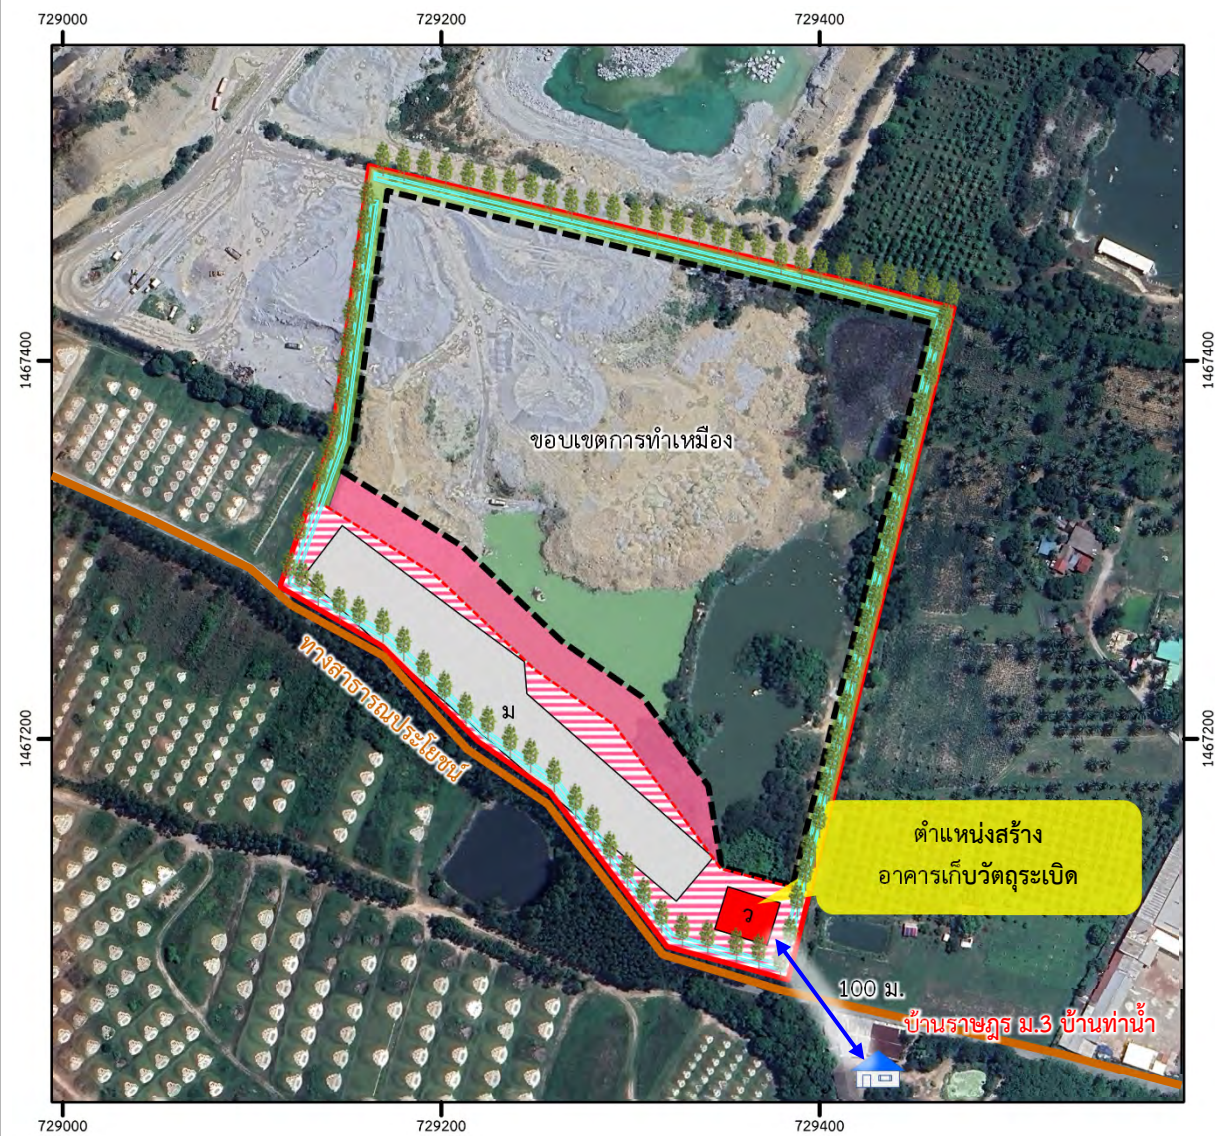 729000
729200
729400
1467400
1467400
ขอบเขตการทำเหมือง
ทางสาธารณประโยชน์
ม
1467200
1467200
ตำแหน่งสร้าง
อาคารเก็บวัตถุระเบิด
ว
100 ม.
บ้านราษฎร ม.3 บ้านท่าน้ำ
729000
729200
729400